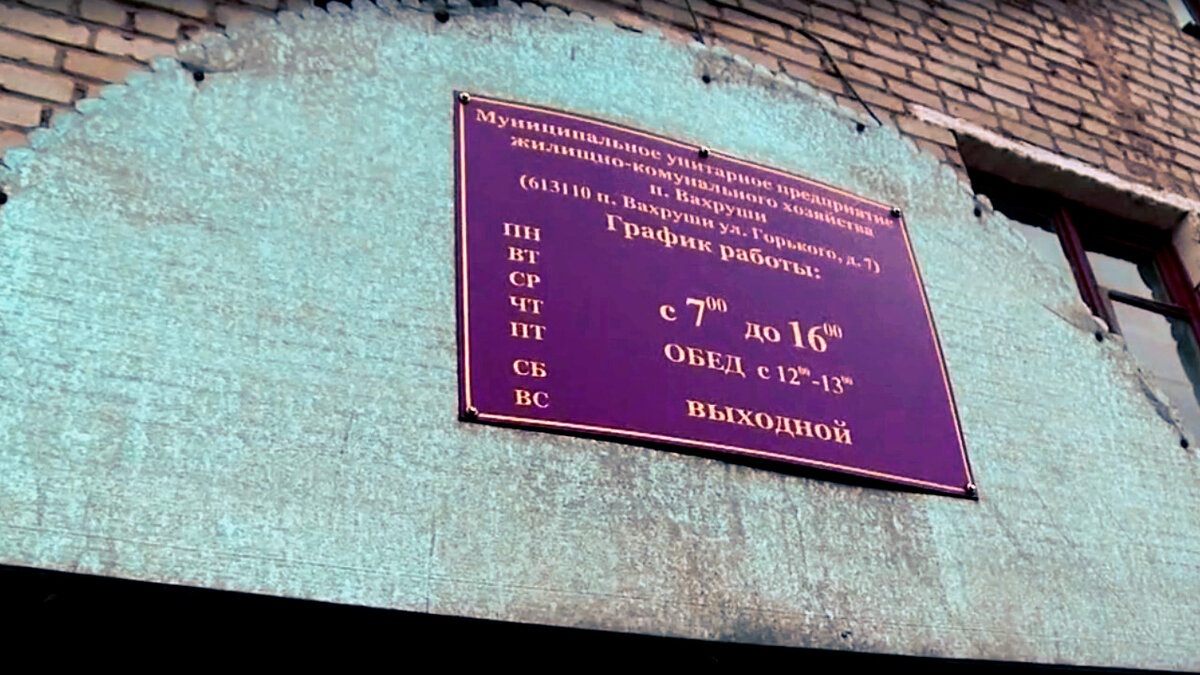 Муниципальное унитарное предприятие
жилищно-комунального хозяйства
п. Вахруши
(613110 п. Вахруши ул. Горького, д. 7)
График работы:
ПН
ВТ
СР
ЧТ
ПТ
с 7⁰⁰ до 16⁰⁰
ОБЕД с 12⁰⁰-13⁰⁰
СБ
ВС
ВЫХОДНОЙ